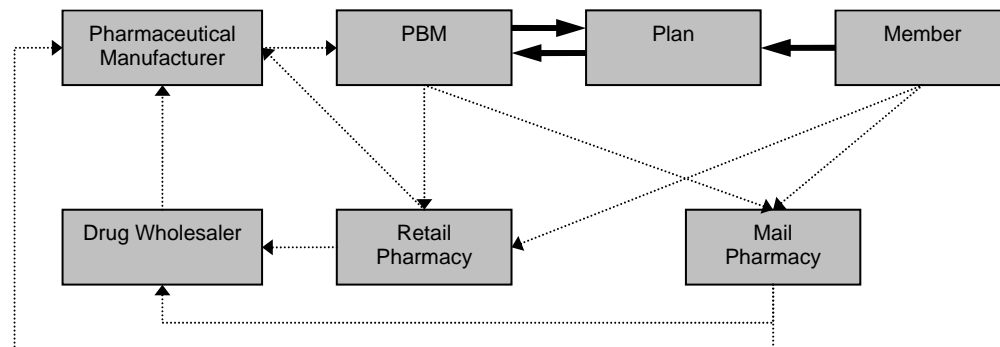 Pharmaceutical
Manufacturer
PBM
Plan
Member
Drug Wholesaler
Retail
Pharmacy
Mail
Pharmacy